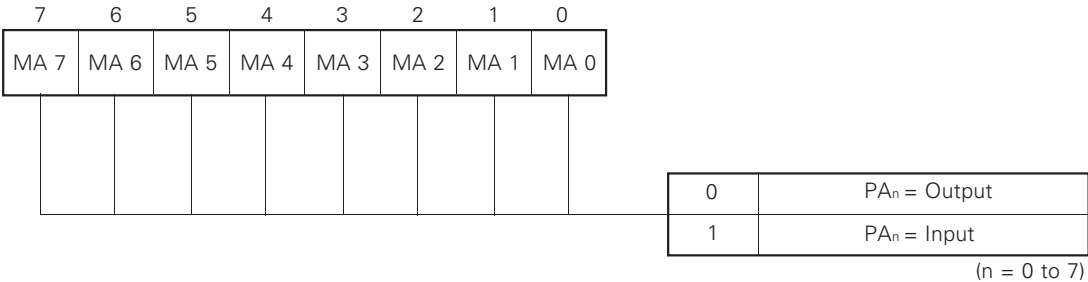 7 6 5 4 3 2 1 0
MA 7 MA 6 MA 5 MA 4 MA 3 MA 2 MA 1 MA 0
0 PAn = Output
1 PAn = Input
(n = 0 to 7)